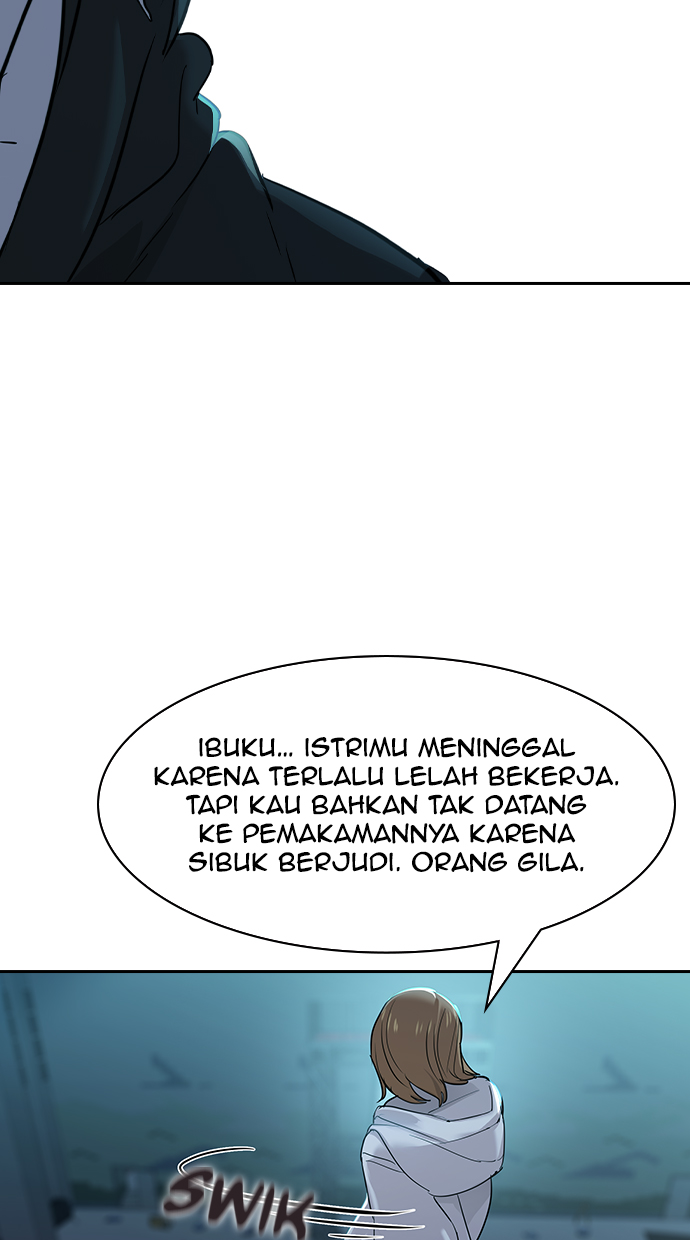 IBUKU... ISTRIMU MENINGGAL
KARENA TERLALU LELAH BEKERJA.
TAPI KAU BAHKAN TAK DATANG
KE PEMAKAMANNYA KARENA
SIBUK BERJUDI. ORANG GILA.
SWIK